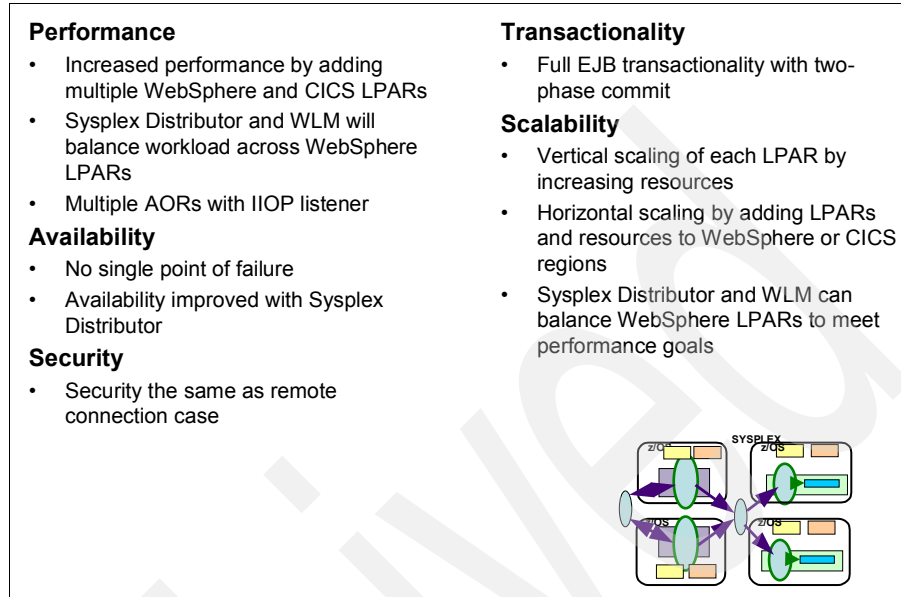 Performance
• Increased performance by adding
multiple WebSphere and CICS LPARs
• Sysplex Distributor and WLM will
balance workload across WebSphere
LPARs
• Multiple AORs with IIOP listener
Availability
• No single point of failure
• Availability improved with Sysplex
Distributor
Security
• Security the same as remote
connection case
Transactionality
• Full EJB transactionality with two-
phase commit
Scalability
• Vertical scaling of each LPAR by
increasing resources
• Horizontal scaling by adding LPARs
and resources to WebSphere or CICS
regions
• Sysplex Distributor and WLM can
balance WebSphere LPARs to meet
performance goals
SYSPLEX
z/OS
z/OS
z/OS
z/OS